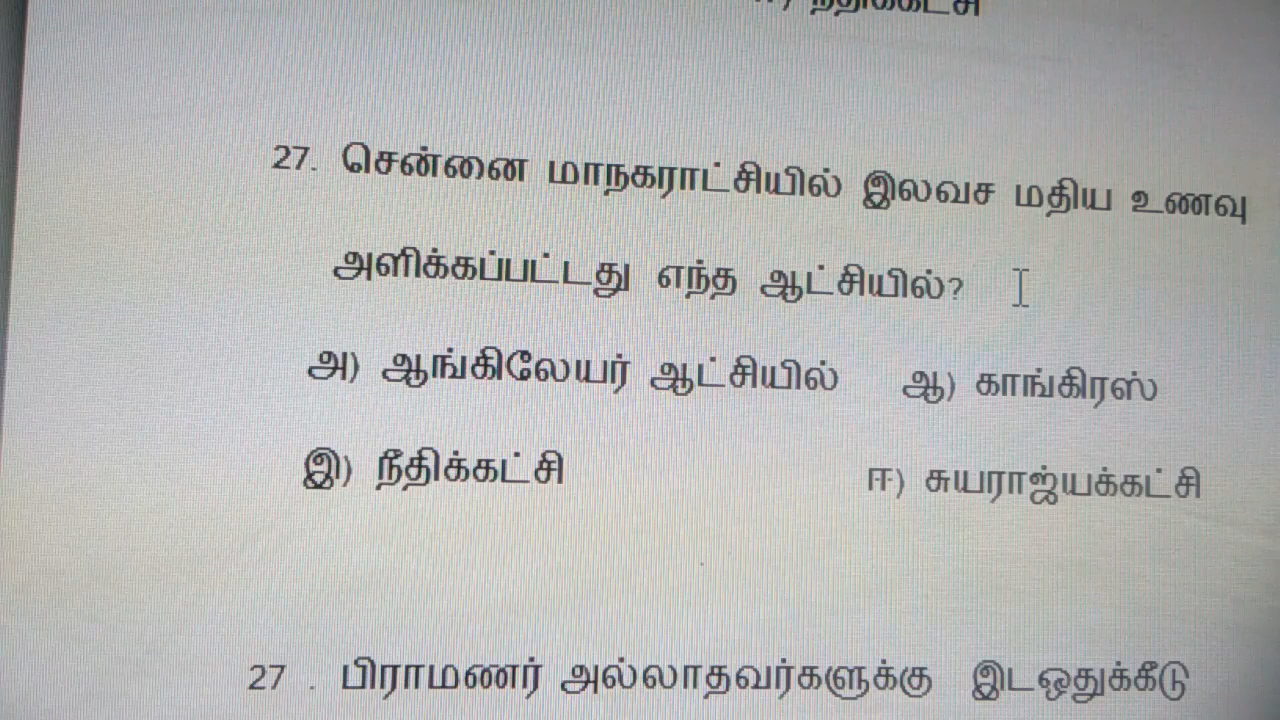 நீதிக்கட்சி
27. சென்னை மாநகராட்சியில் இலவச மதிய உணவு
அளிக்கப்பட்டது எந்த ஆட்சியில்?
அ) ஆங்கிலேயர் ஆட்சியில் ஆ) காங்கிரஸ்
இ) நீதிக்கட்சி ஈ) சுயராஜ்யக்கட்சி
27 . பிராமணர் அல்லாதவர்களுக்கு இடஒதுக்கீடு